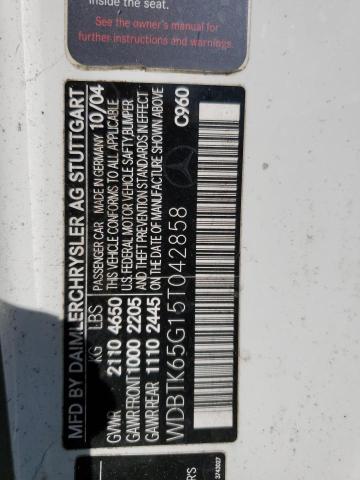 inside the seat.
See the owner's manual for
further instructions and warnings.
MFD BY DAIMLERCHRYSLER AG STUTTGART
KG LBS PASSENGER CAR MADE IN GERMANY 10/04
GVWR 2110 4650 THIS VEHICLE CONFORMS TO ALL APPLICABLE
GAWR FRONT 1000 2205 U.S. FEDERAL MOTOR VEHICLE SAFTY, BUMPER
GAWR REAR 1110 2445 AND THEFT PREVENTION STANDARDS IN EFFECT
ON THE DATE OF MANUFACTURE SHOWN ABOVE
WDBTK65G15T042858 C960
3743027